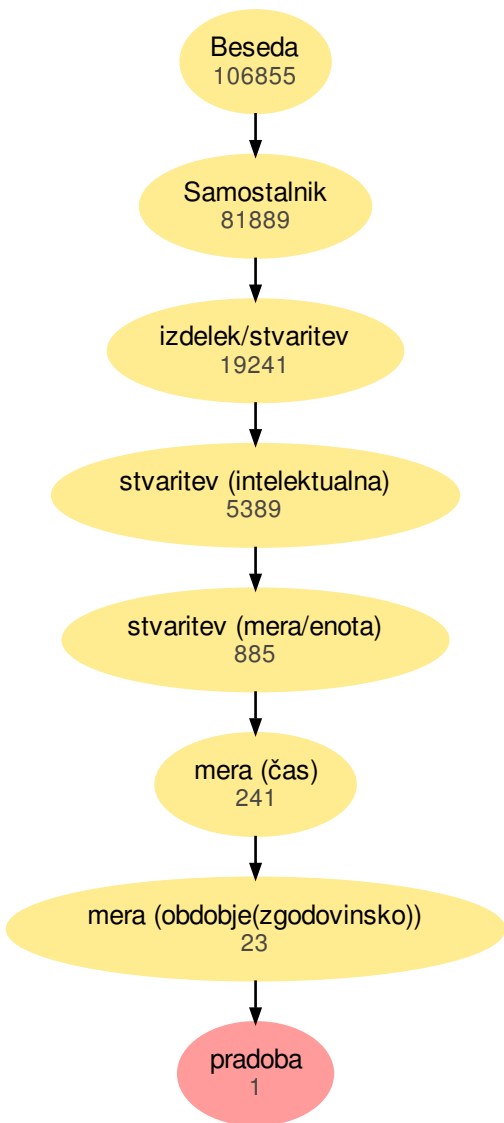 Beseda
106855
Samostalnik
81889
izdelek/stvaritev
19241
stvaritev (intelektualna)
5389
stvaritev (mera/enota)
885
mera (čas)
241
mera (obdobje(zgodovinsko))
23
pradoba
1